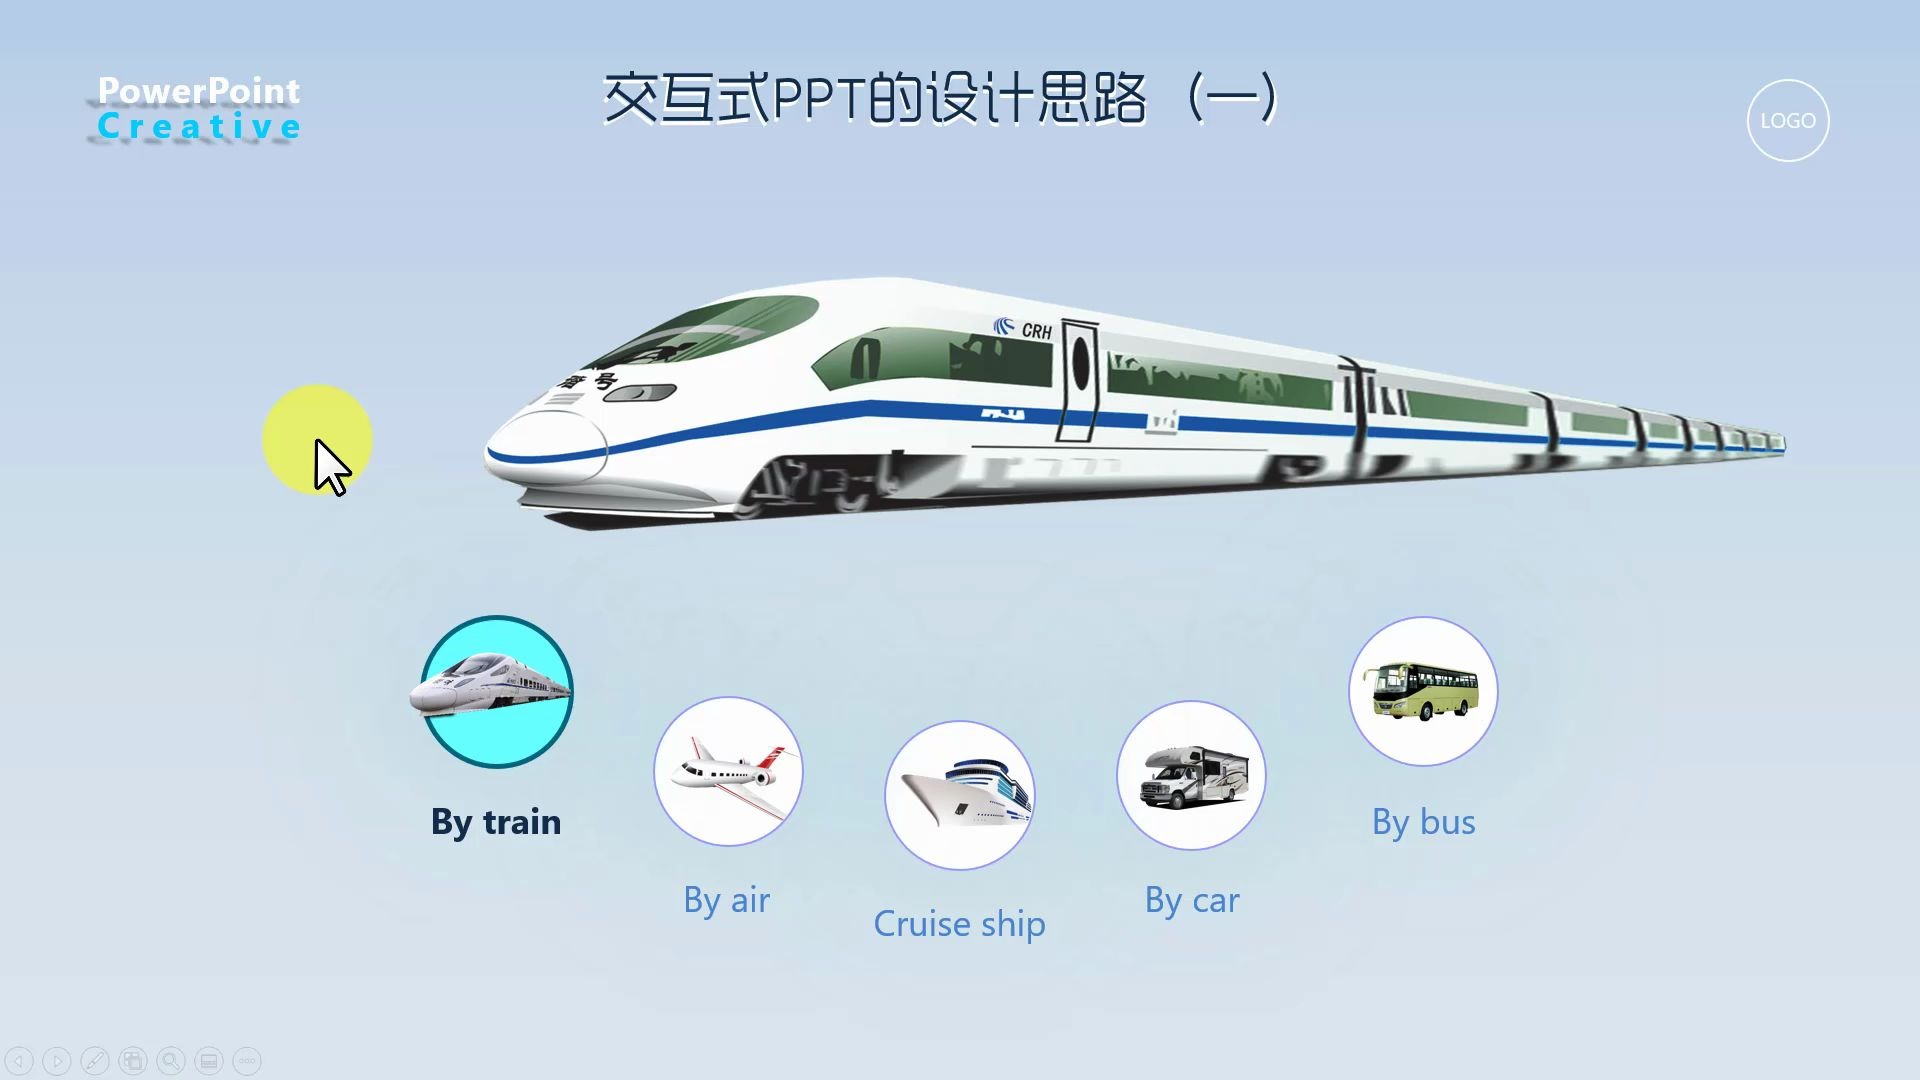 PowerPoint
Creative
交互式PPT的设计思路（一）
LOGO
CRH
By train
By air
Cruise ship
By car
By bus